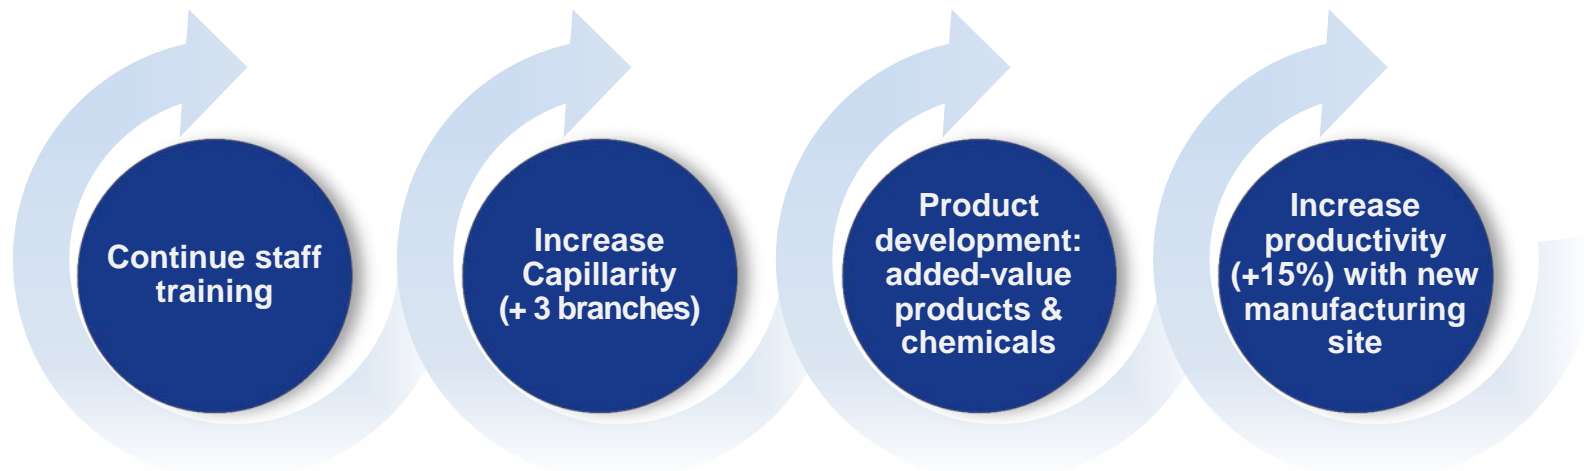 Continue staff
training
Increase
Capillarity
(+ 3 branches)
Product
development:
added-value
products &
chemicals
Increase
productivity
(+15%) with new
manufacturing
site